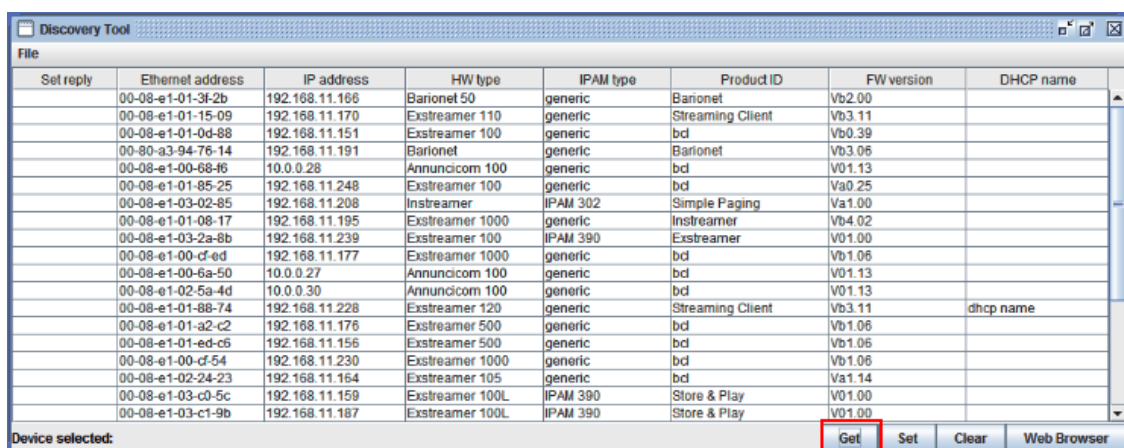 Discovery Tool
File
Set reply Ethernet address IP address HW type IPAM type Product ID FW version DHCP name
00-08-e1-01-3f-2b 192.168.11.166 Barionet 50 generic Barionet Vb2.00
00-08-e1-01-15-09 192.168.11.170 Exstreamer 110 generic Streaming Client Vb3.11
00-08-e1-01-0d-88 192.168.11.151 Exstreamer 100 generic bcl Vb0.39
00-80-a3-94-76-14 192.168.11.191 Barionet generic Barionet Vb3.06
00-08-e1-00-68-f6 10.0.0.28 Annuncicom 100 generic bcl V01.13
00-08-e1-01-85-25 192.168.11.248 Exstreamer 100 generic bcl Va0.25
00-08-e1-03-02-85 192.168.11.208 Instreamer IPAM 302 Simple Paging Va1.00
00-08-e1-01-08-17 192.168.11.195 Exstreamer 1000 generic Instreamer Vb4.02
00-08-e1-03-2a-8b 192.168.11.239 Exstreamer 100 IPAM 390 Exstreamer V01.00
00-08-e1-00-cf-ed 192.168.11.177 Exstreamer 1000 generic bcl Vb1.06
00-08-e1-00-6a-50 10.0.0.27 Annuncicom 100 generic bcl V01.13
00-08-e1-02-5a-4d 10.0.0.30 Annuncicom 100 generic bcl V01.13
00-08-e1-01-88-74 192.168.11.228 Exstreamer 120 generic Streaming Client Vb3.11 dhcp name
00-08-e1-01-a2-c2 192.168.11.176 Exstreamer 500 generic bcl Vb1.06
00-08-e1-01-ed-c6 192.168.11.156 Exstreamer 500 generic bcl Vb1.06
00-08-e1-00-cf-54 192.168.11.230 Exstreamer 1000 generic bcl Vb1.06
00-08-e1-02-24-23 192.168.11.164 Exstreamer 105 generic bcl Va1.14
00-08-e1-03-c0-5c 192.168.11.159 Exstreamer 100L IPAM 390 Store & Play V01.00
00-08-e1-03-c1-9b 192.168.11.187 Exstreamer 100L IPAM 390 Store & Play V01.00
Device selected: Get Set Clear Web Browser